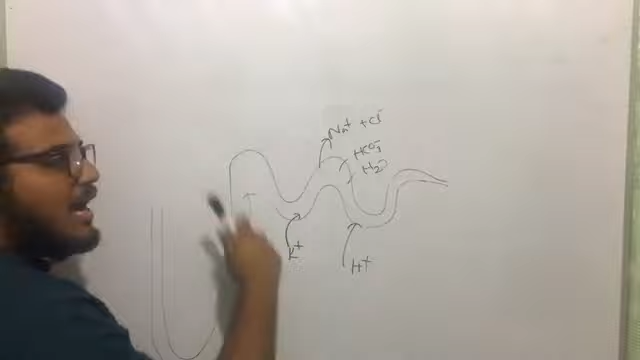 Na⁺ + Cl⁻
HCO₃⁻
H₂O
K⁺
H⁺